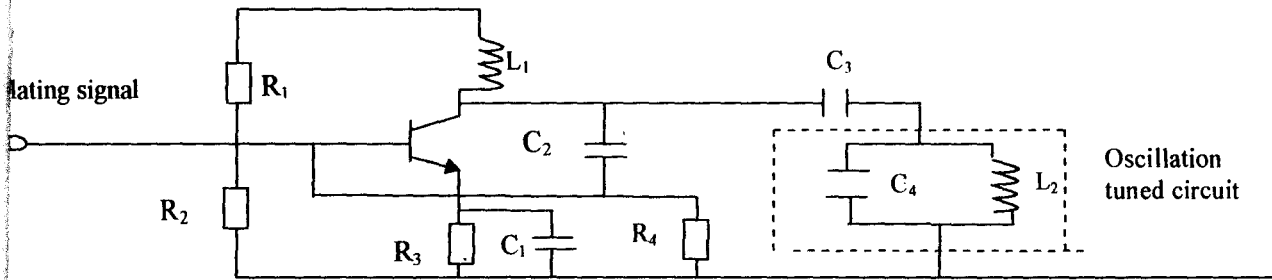 lating signal
R₁
L₁
C₃
C₂
R₂
R₃
C₁
R₄
C₄
L₂
Oscillation
tuned circuit